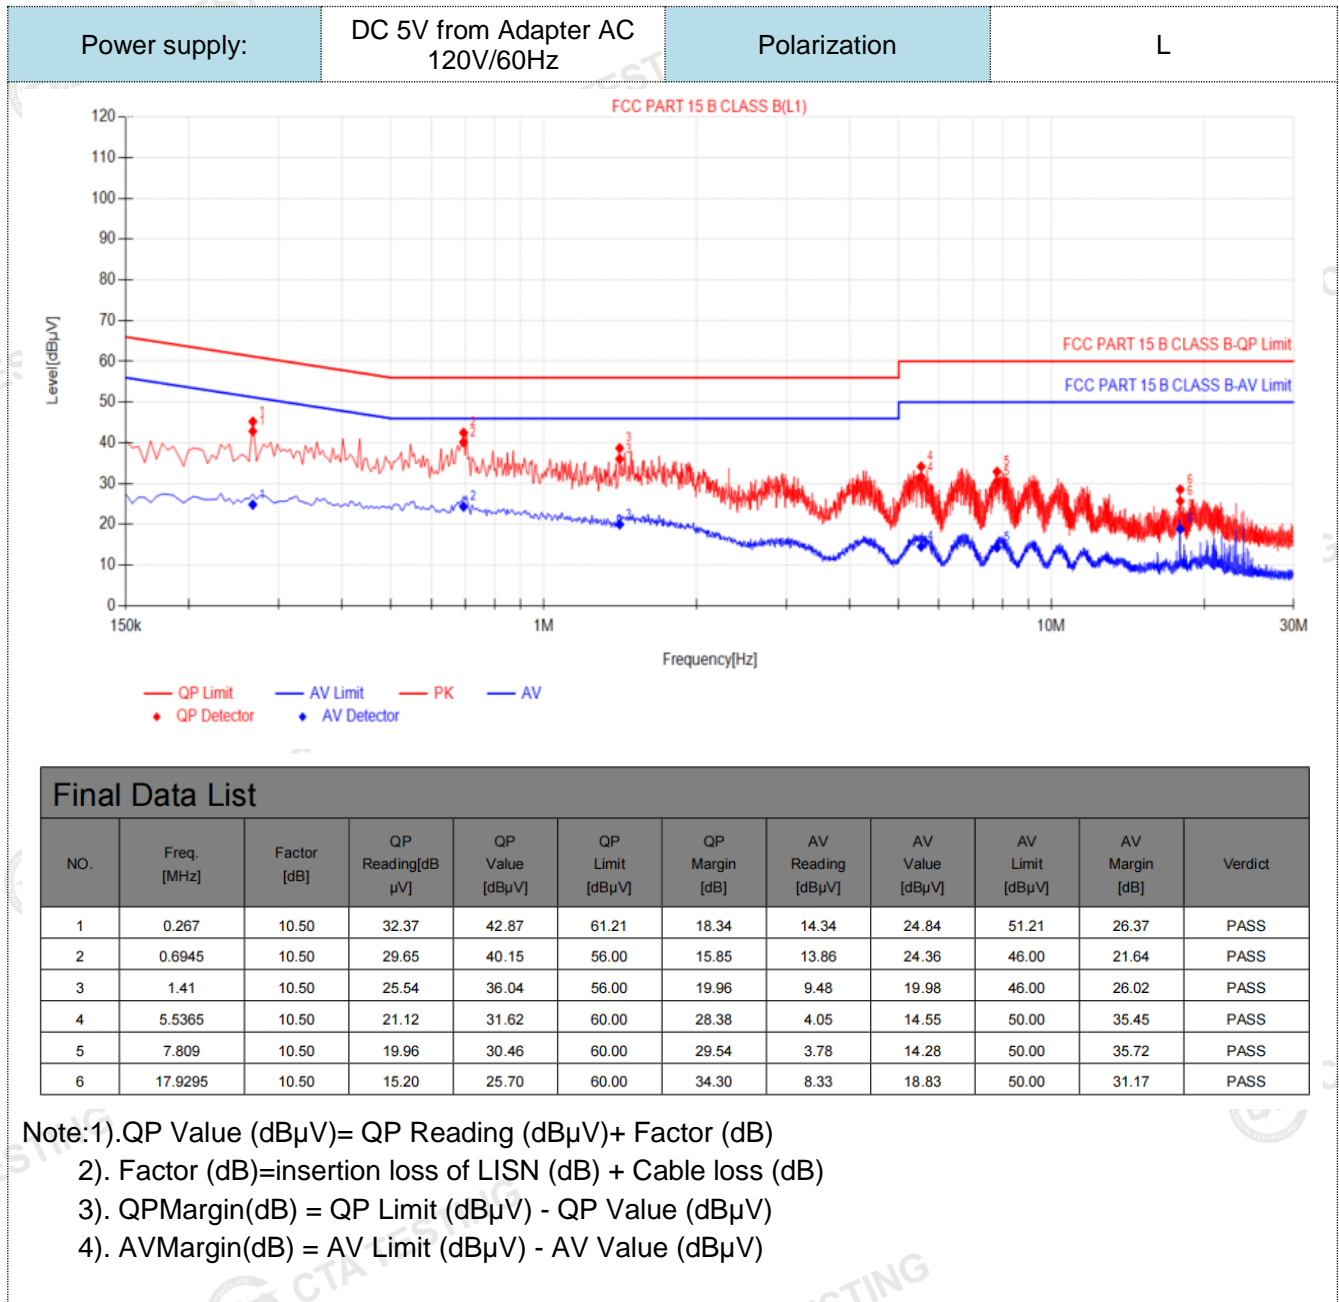 Power supply: DC 5V from Adapter AC 120V/60Hz Polarization L
FCC PART 15 B CLASS B(L1)
120
110
100
90
80
70
60
50
40
30
20
10
0
Level[dBµV]
FCC PART 15 B CLASS B-QP Limit
FCC PART 15 B CLASS B-AV Limit
150k 1M 10M 30M
Frequency[Hz]
QP Limit AV Limit PK AV
QP Detector AV Detector
Final Data List
NO. Freq. [MHz] Factor [dB] QP Reading[dBµV] QP Value [dBµV] QP Limit [dBµV] QP Margin [dB] AV Reading [dBµV] AV Value [dBµV] AV Limit [dBµV] AV Margin [dB] Verdict
1 0.267 10.50 32.37 42.87 61.21 18.34 14.34 24.84 51.21 26.37 PASS
2 0.6945 10.50 29.65 40.15 56.00 15.85 13.86 24.36 46.00 21.64 PASS
3 1.41 10.50 25.54 36.04 56.00 19.96 9.48 19.98 46.00 26.02 PASS
4 5.5365 10.50 21.12 31.62 60.00 28.38 4.05 14.55 50.00 35.45 PASS
5 7.809 10.50 19.96 30.46 60.00 29.54 3.78 14.28 50.00 35.72 PASS
6 17.9295 10.50 15.20 25.70 60.00 34.30 8.33 18.83 50.00 31.17 PASS
Note:1).QP Value (dBµV)= QP Reading (dBµV)+ Factor (dB)
2). Factor (dB)=insertion loss of LISN (dB) + Cable loss (dB)
3). QPMargin(dB) = QP Limit (dBµV) - QP Value (dBµV)
4). AVMargin(dB) = AV Limit (dBµV) - AV Value (dBµV)
CTA TESTING